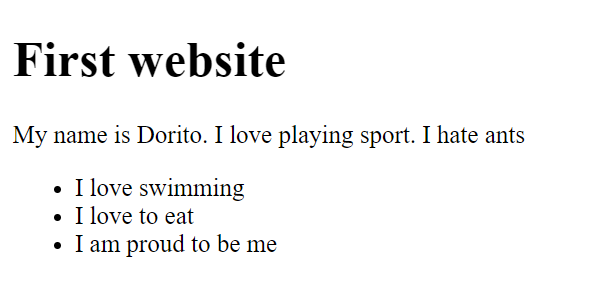 First website
My name is Dorito. I love playing sport. I hate ants
I love swimming
I love to eat
I am proud to be me